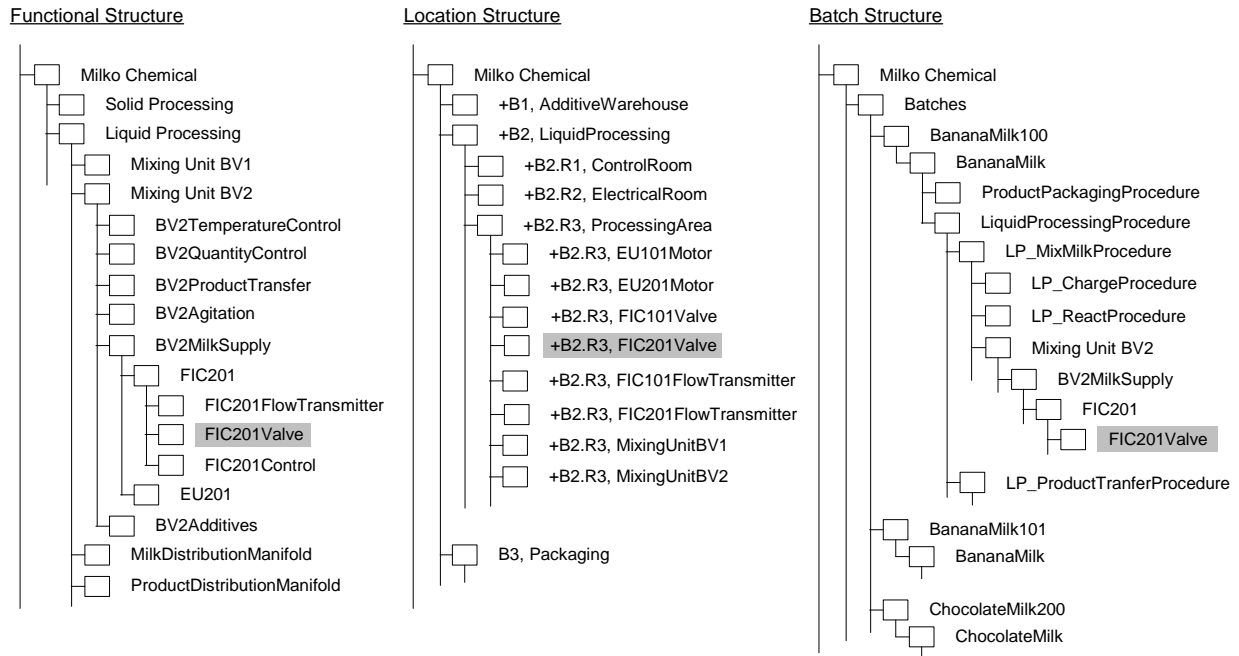 Functional Structure
Milko Chemical
Solid Processing
Liquid Processing
Mixing Unit BV1
Mixing Unit BV2
BV2TemperatureControl
BV2QuantityControl
BV2ProductTransfer
BV2Agitation
BV2MilkSupply
FIC201
FIC201FlowTransmitter
FIC201Valve
FIC201Control
EU201
BV2Additives
MilkDistributionManifold
ProductDistributionManifold
Location Structure
Milko Chemical
+B1, AdditiveWarehouse
+B2, LiquidProcessing
+B2.R1, ControlRoom
+B2.R2, ElectricalRoom
+B2.R3, ProcessingArea
+B2.R3, EU101Motor
+B2.R3, EU201Motor
+B2.R3, FIC101Valve
+B2.R3, FIC201Valve
+B2.R3, FIC101FlowTransmitter
+B2.R3, FIC201FlowTransmitter
+B2.R3, MixingUnitBV1
+B2.R3, MixingUnitBV2
B3, Packaging
Batch Structure
Milko Chemical
Batches
BananaMilk100
BananaMilk
ProductPackagingProcedure
LiquidProcessingProcedure
LP_MixMilkProcedure
LP_ChargeProcedure
LP_ReactProcedure
Mixing Unit BV2
BV2MilkSupply
FIC201
FIC201Valve
LP_ProductTranferProcedure
BananaMilk101
BananaMilk
ChocolateMilk200
ChocolateMilk